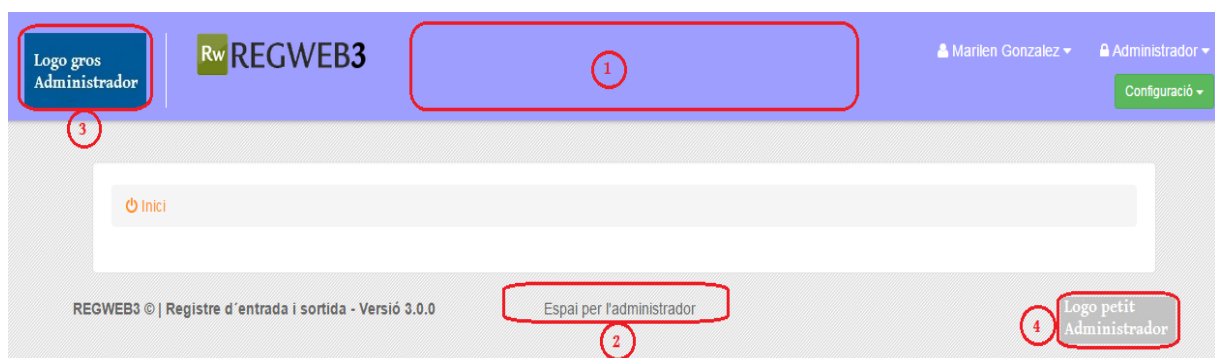 Logo gros
Administrador
Rw REGWEB3
1
Marilen Gonzalez
Administrador
Configuració
3
Inici
REGWEB3 © | Registre d´entrada i sortida - Versió 3.0.0
Espai per l'administrador
2
Logo petit
Administrador
4